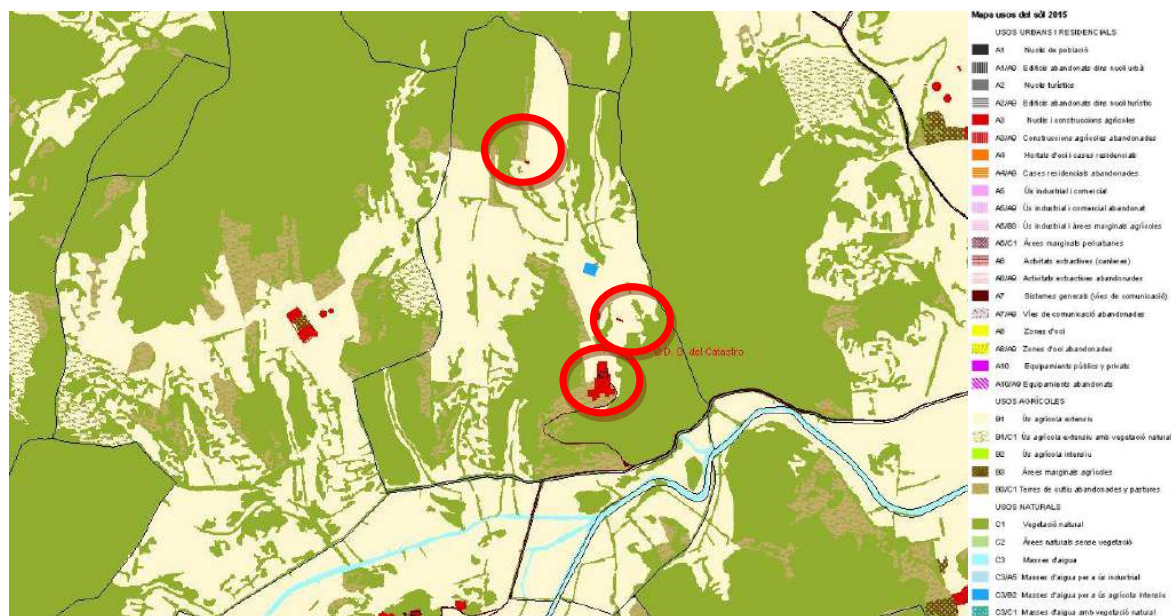 Mapa usos del sòl 2015
USOS URBANS I RESIDENCIALS
A1 Nuclis de població
A1/A9 Edificis abandonats dins nucli urbà
A2 Nuclis turístics
A2/A9 Edificis abandonats dins nucli turístic
A3 Nuclis i construccions agrícoles
A3/A9 Construccions agrícoles abandonades
A4 Hortals d'oci i cases residencials
A4/A9 Cases residencials abandonades
A5 Ús industrial i comercial
A5/A9 Ús industrial i comercial abandonat
A5/B3 Ús industrial i àrees marginals agrícoles
A5/C1 Àrees marginals periurbanes
A6 Activitats extractives (canteres)
A6/A9 Activitats extractives abandonades
A7 Sistemes generals (vies de comunicació)
A7/A9 Vies de comunicació abandonades
A8 Zones d'oci
A8/A9 Zones d'oci abandonades
A10 Equipaments públics y privats
A10/A9 Equipaments abandonats
USOS AGRÍCOLES
B1 Ús agrícola extensiu
B1/C1 Ús agrícola extensiu amb vegetació natural
B2 Ús agrícola intensiu
B3 Àrees marginals agrícoles
B3/C1 Terres de cultiu abandonades y pastures
USOS NATURALS
C1 Vegetació natural
C2 Àrees naturals sense vegetació
C3 Masses d'aigua
C3/A5 Masses d'aigua per a ús industrial
C3/B2 Masses d'aigua per a ús agrícola intensiu
C3/C1 Masses d'aigua amb vegetació natural
D. G. del Catastro